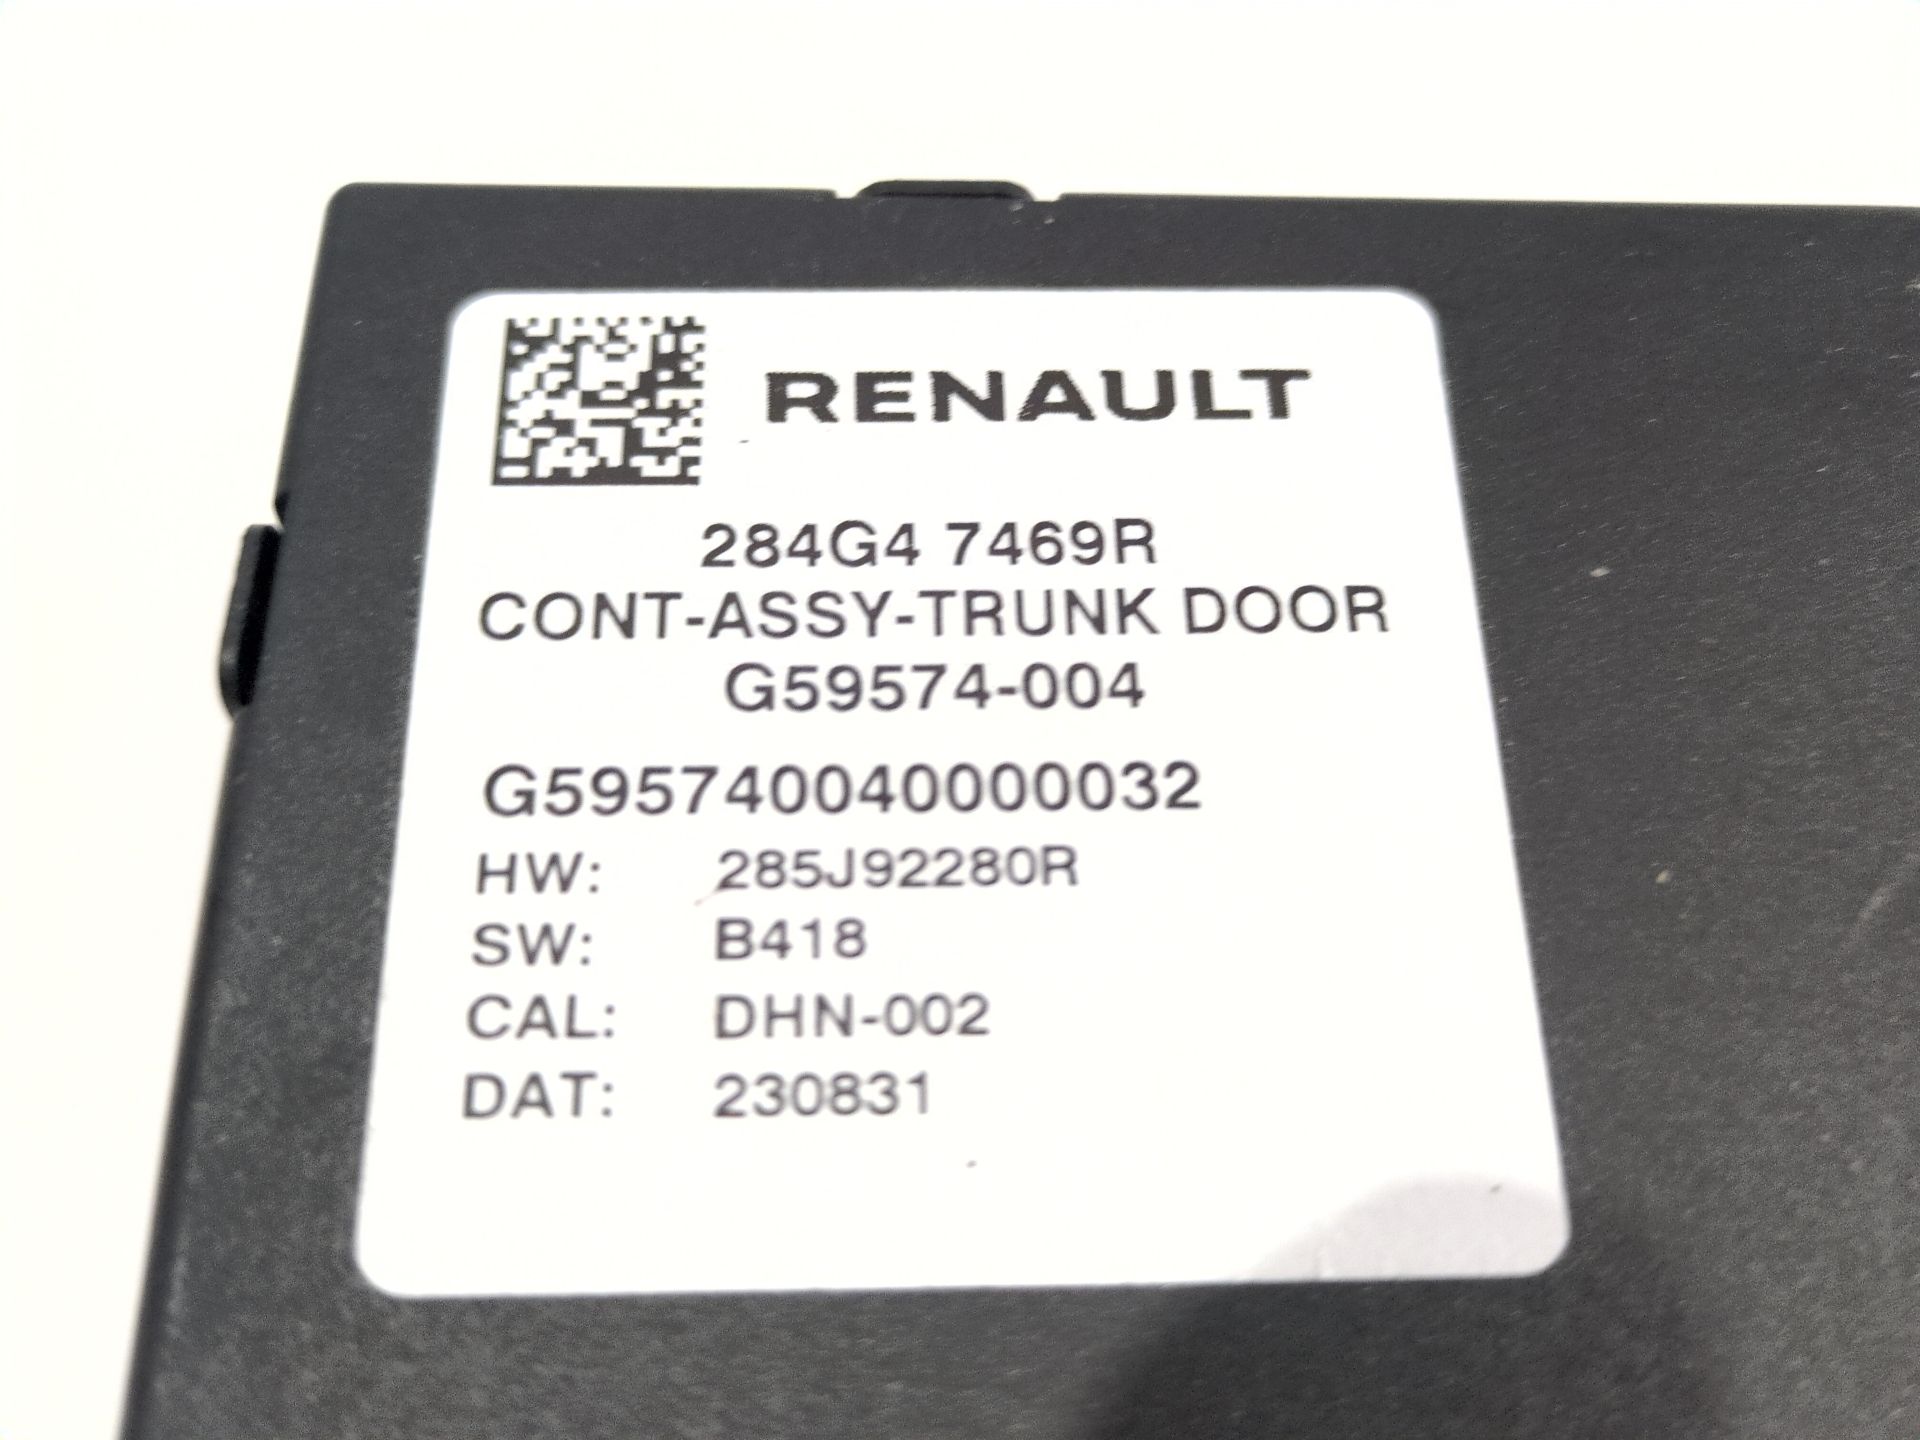 RENAULT
284G4 7469R
CONT-ASSY-TRUNK DOOR
G59574-004
G595740040000032
HW: 285J92280R
SW: B418
CAL: DHN-002
DAT: 230831